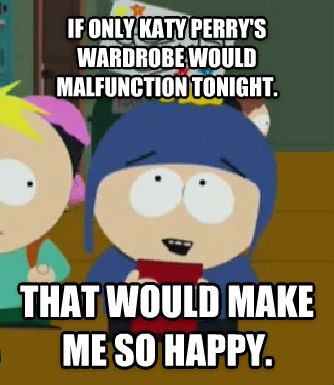 IF ONLY KATY PERRY'S
WARDROBE WOULD
MALFUNCTION TONIGHT.
THAT WOULD MAKE
ME SO HAPPY.